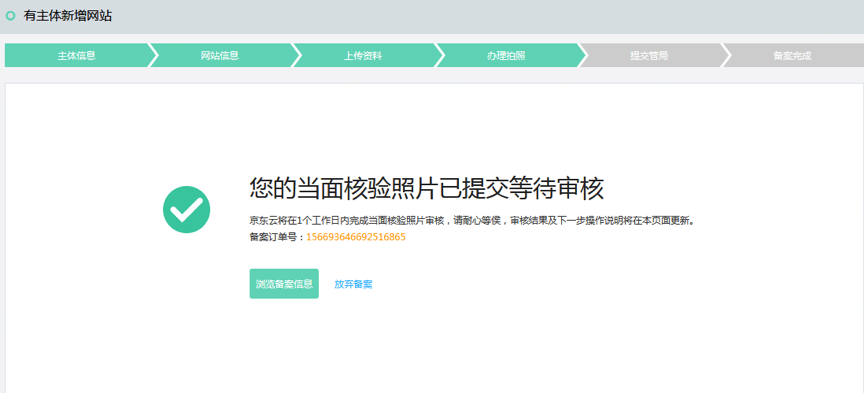 有主体新增网站
主体信息
网站信息
上传资料
办理拍照
提交管局
备案完成
您的当面核验照片已提交等待审核
京东云将在1个工作日内完成当面核验照片审核，请耐心等侯，审核结果及下一步操作说明将在本页面更新。
备案订单号：156693646692516865
浏览备案信息 放弃备案